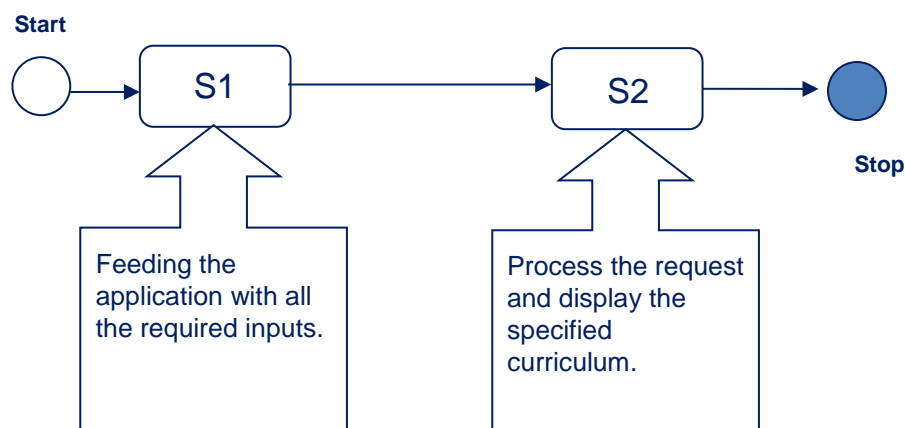 Start
S1
S2
Stop
Feeding the
application with all
the required inputs.
Process the request
and display the
specified
curriculum.